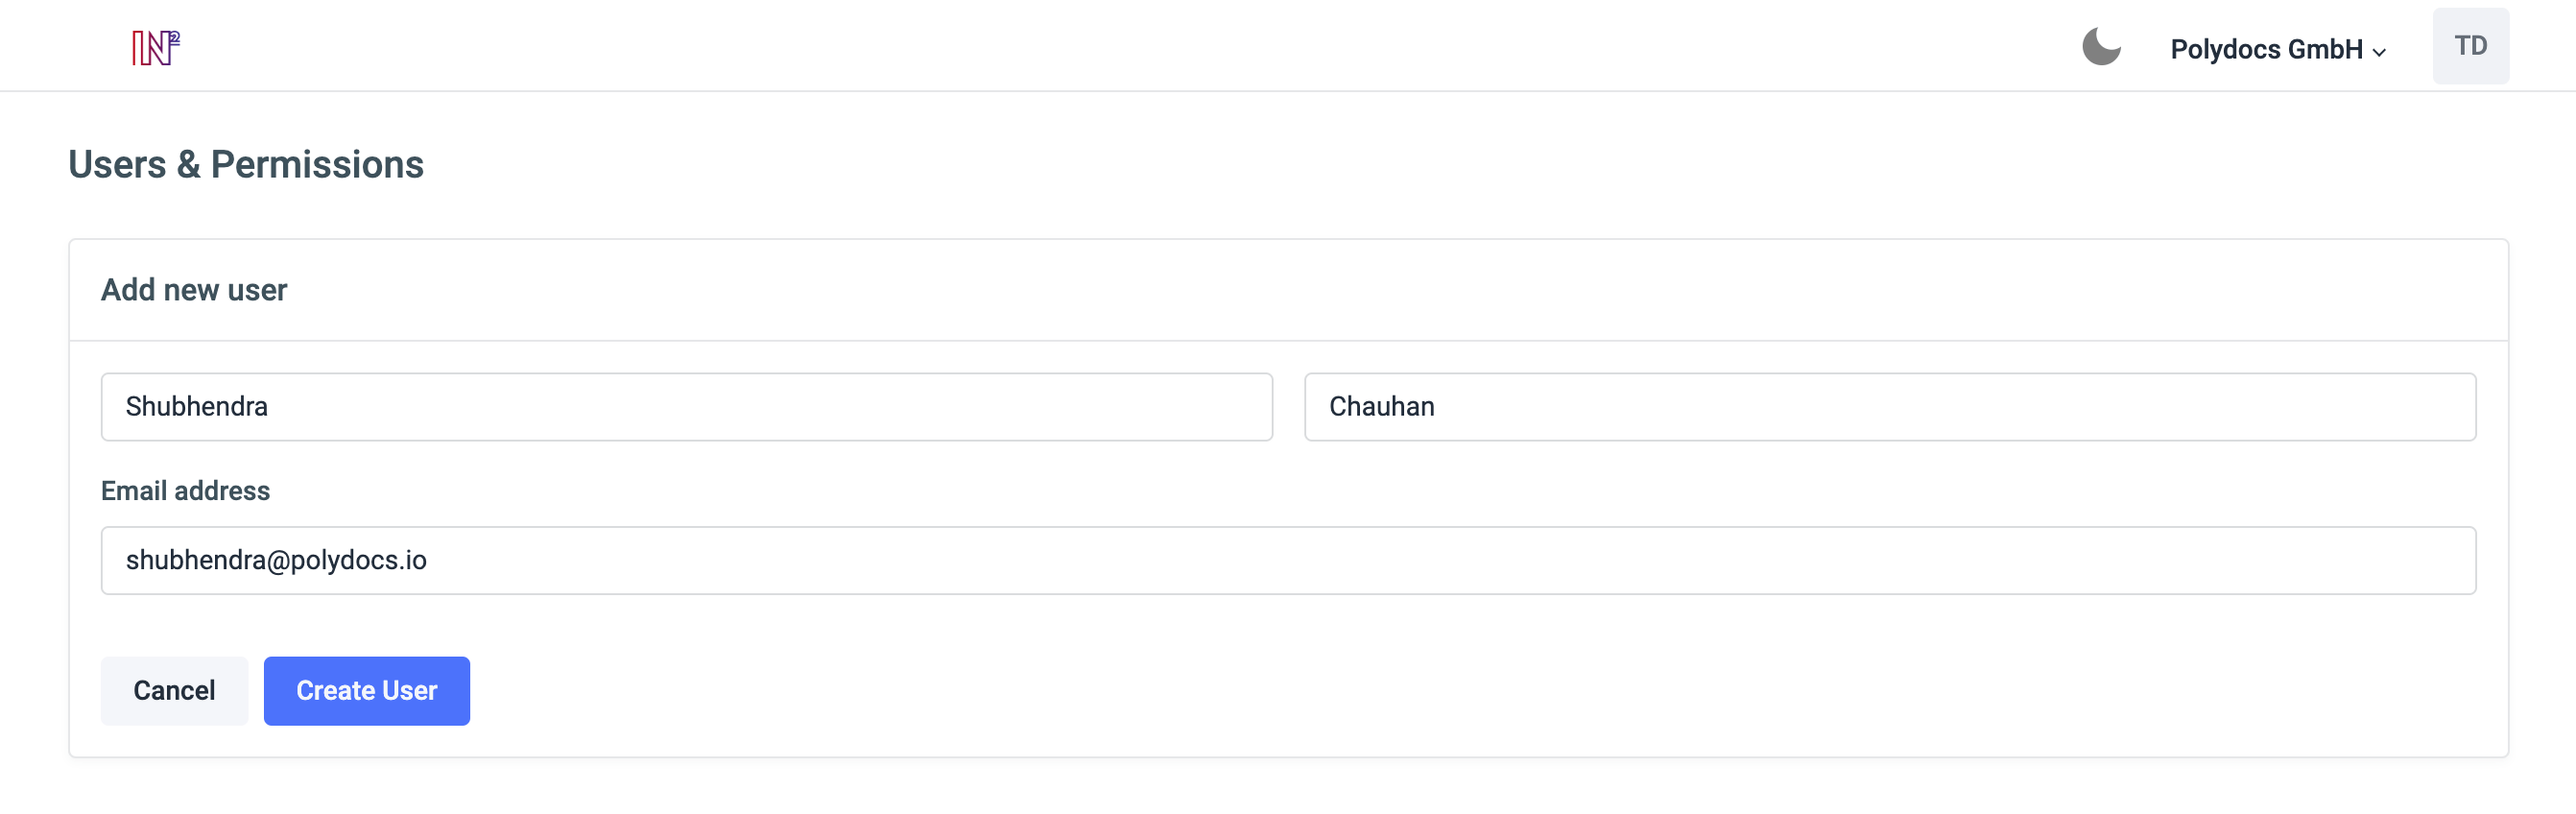 IN²
Polydocs GmbH
TD
Users & Permissions
Add new user
Shubhendra
Chauhan
Email address
shubhendra@polydocs.io
Cancel
Create User